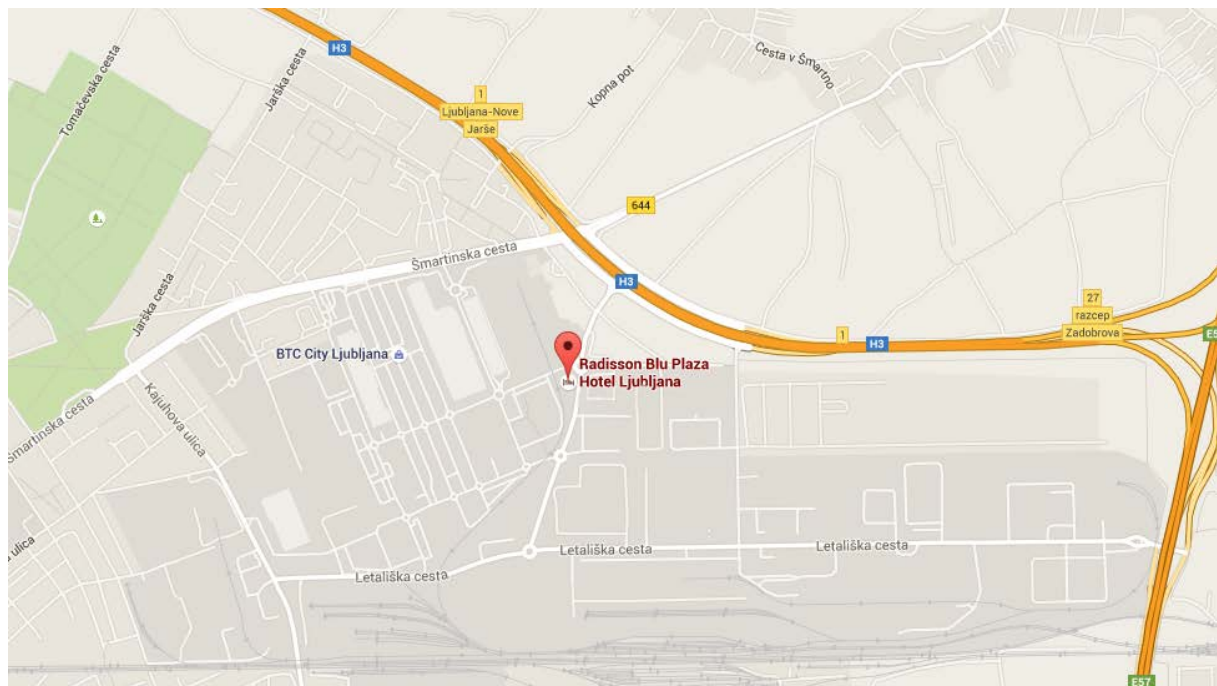 H3
Tomačevska cesta
Jarška cesta
Kopna pot
Cesta v Šmartno
1
Ljubljana-Nove
Jarše
644
Šmartinska cesta
H3
Jarška cesta
27
razcep
Zadobrova
1
H3
BTC City Ljubljana
Radisson Blu Plaza
Hotel Ljubljana
Kajuhova ulica
Šmartinska cesta
Letališka cesta
Letališka cesta
Letališka cesta
E57